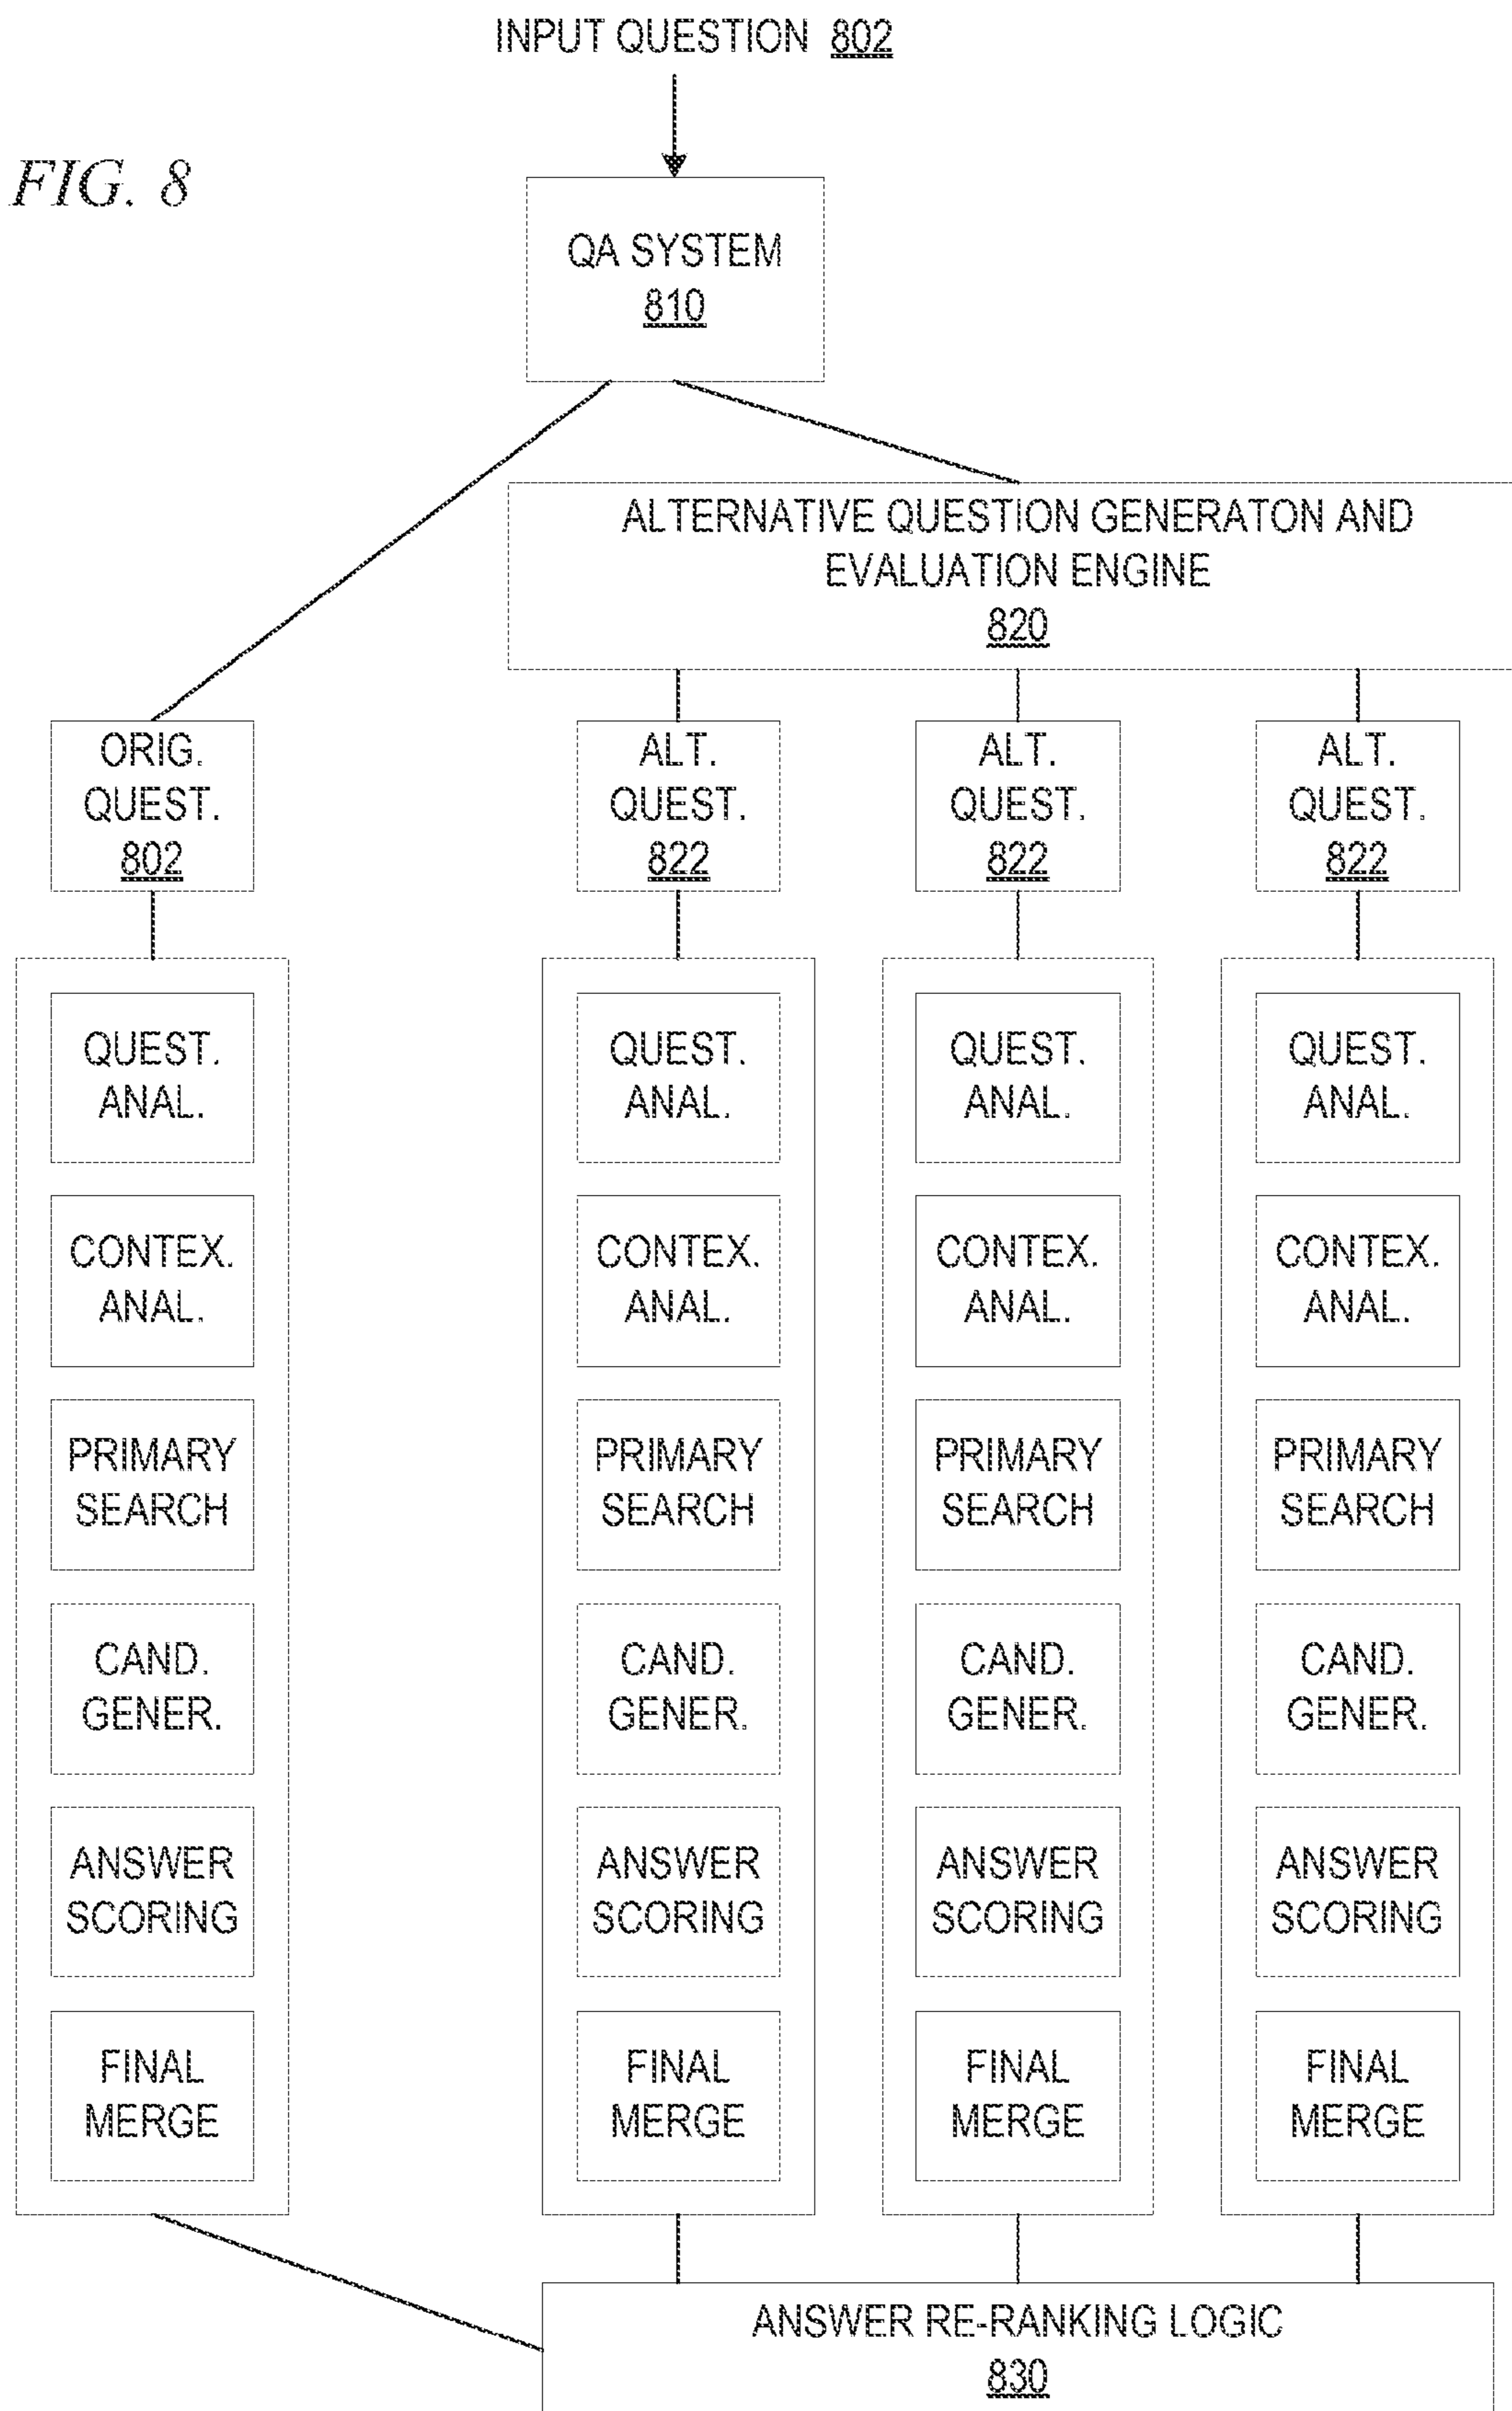 INPUT QUESTION 802
FIG. 8
QA SYSTEM
810
ALTERNATIVE QUESTION GENERATON AND
EVALUATION ENGINE
820
ORIG.
QUEST.
802
ALT.
QUEST.
822
ALT.
QUEST.
822
ALT.
QUEST.
822
QUEST.
ANAL.
CONTEX.
ANAL.
PRIMARY
SEARCH
CAND.
GENER.
ANSWER
SCORING
FINAL
MERGE
QUEST.
ANAL.
CONTEX.
ANAL.
PRIMARY
SEARCH
CAND.
GENER.
ANSWER
SCORING
FINAL
MERGE
QUEST.
ANAL.
CONTEX.
ANAL.
PRIMARY
SEARCH
CAND.
GENER.
ANSWER
SCORING
FINAL
MERGE
QUEST.
ANAL.
CONTEX.
ANAL.
PRIMARY
SEARCH
CAND.
GENER.
ANSWER
SCORING
FINAL
MERGE
ANSWER RE-RANKING LOGIC
830